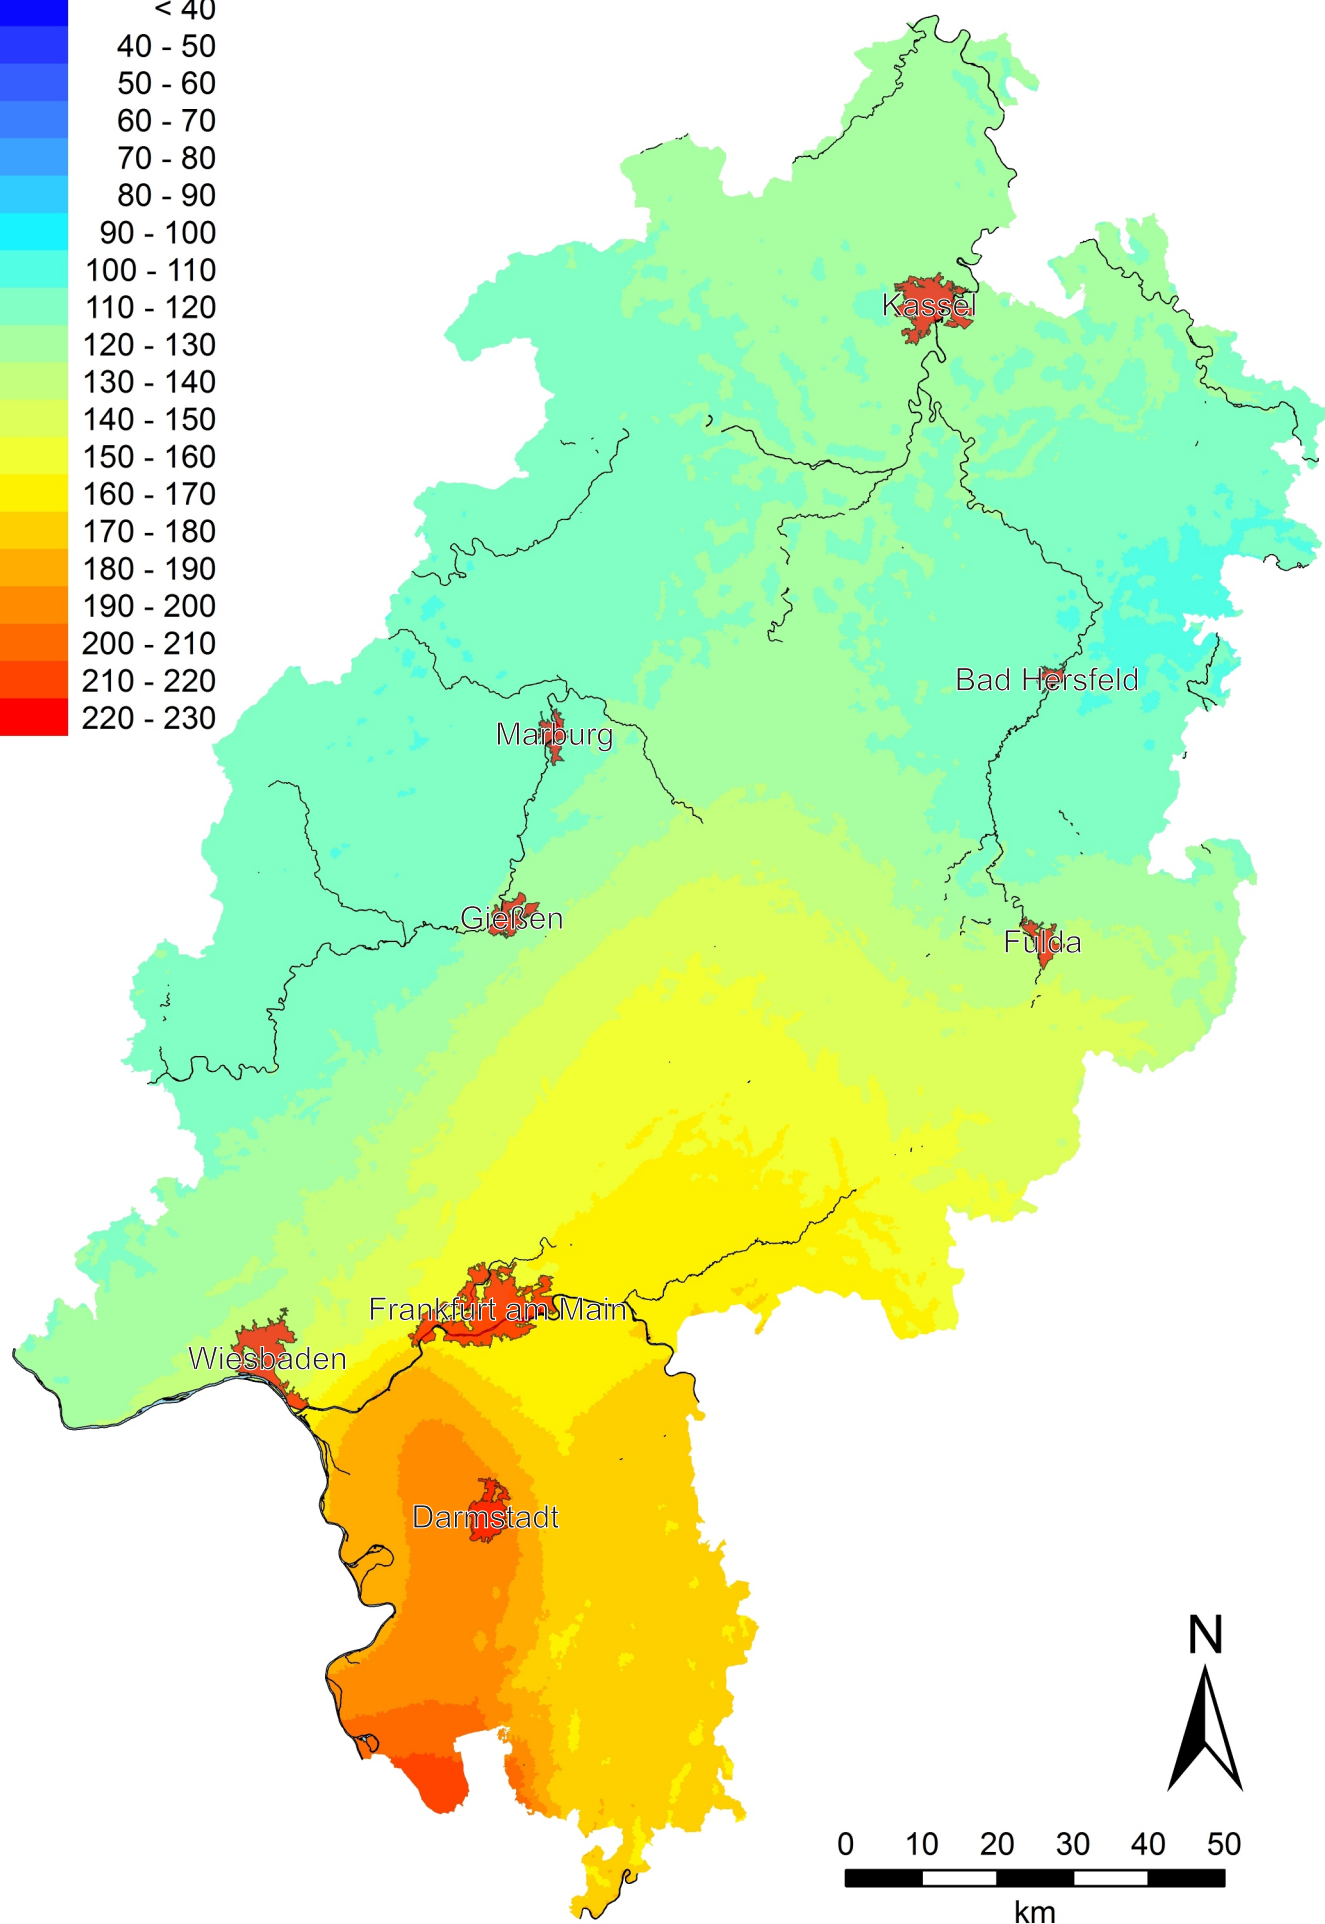 < 40
40 - 50
50 - 60
60 - 70
70 - 80
80 - 90
90 - 100
100 - 110
110 - 120
120 - 130
130 - 140
140 - 150
150 - 160
160 - 170
170 - 180
180 - 190
190 - 200
200 - 210
210 - 220
220 - 230
Kassel
Bad Hersfeld
Marburg
Gießen
Fulda
Frankfurt am Main
Wiesbaden
Darmstadt
N
0 10 20 30 40 50
km